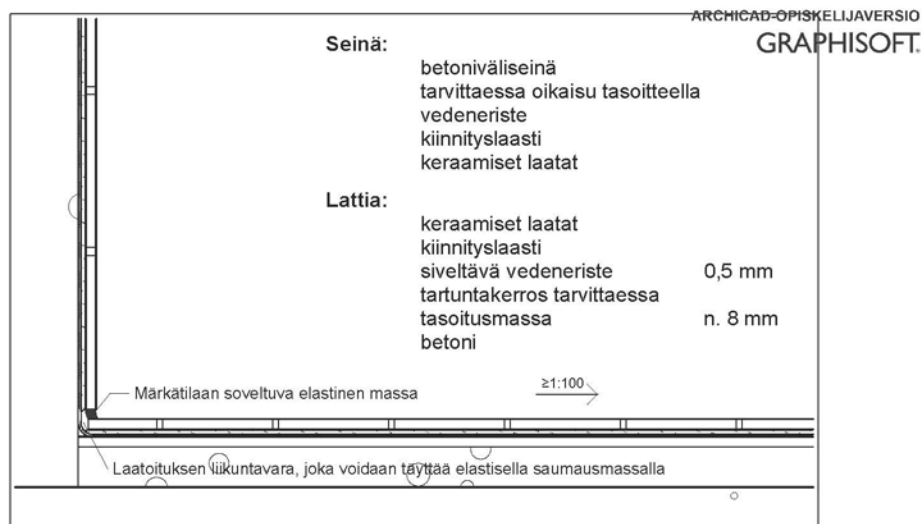 ARCHICAD-OPISKELIJAVERSIO
GRAPHISOFT.
Seinä:
betoniväliseinä
tarvittaessa oikaisu tasoitteella
vedeneriste
kiinnityslaasti
keraamiset laatat
Lattia:
keraamiset laatat
kiinnityslaasti
siveltävä vedeneriste 0,5 mm
tartuntakerros tarvittaessa
tasoitusmassa n. 8 mm
betoni
≥1:100
Märkätilaan soveltuva elastinen massa
Laatoituksen liikuntavara, joka voidaan täyttää elastisella saumausmassalla